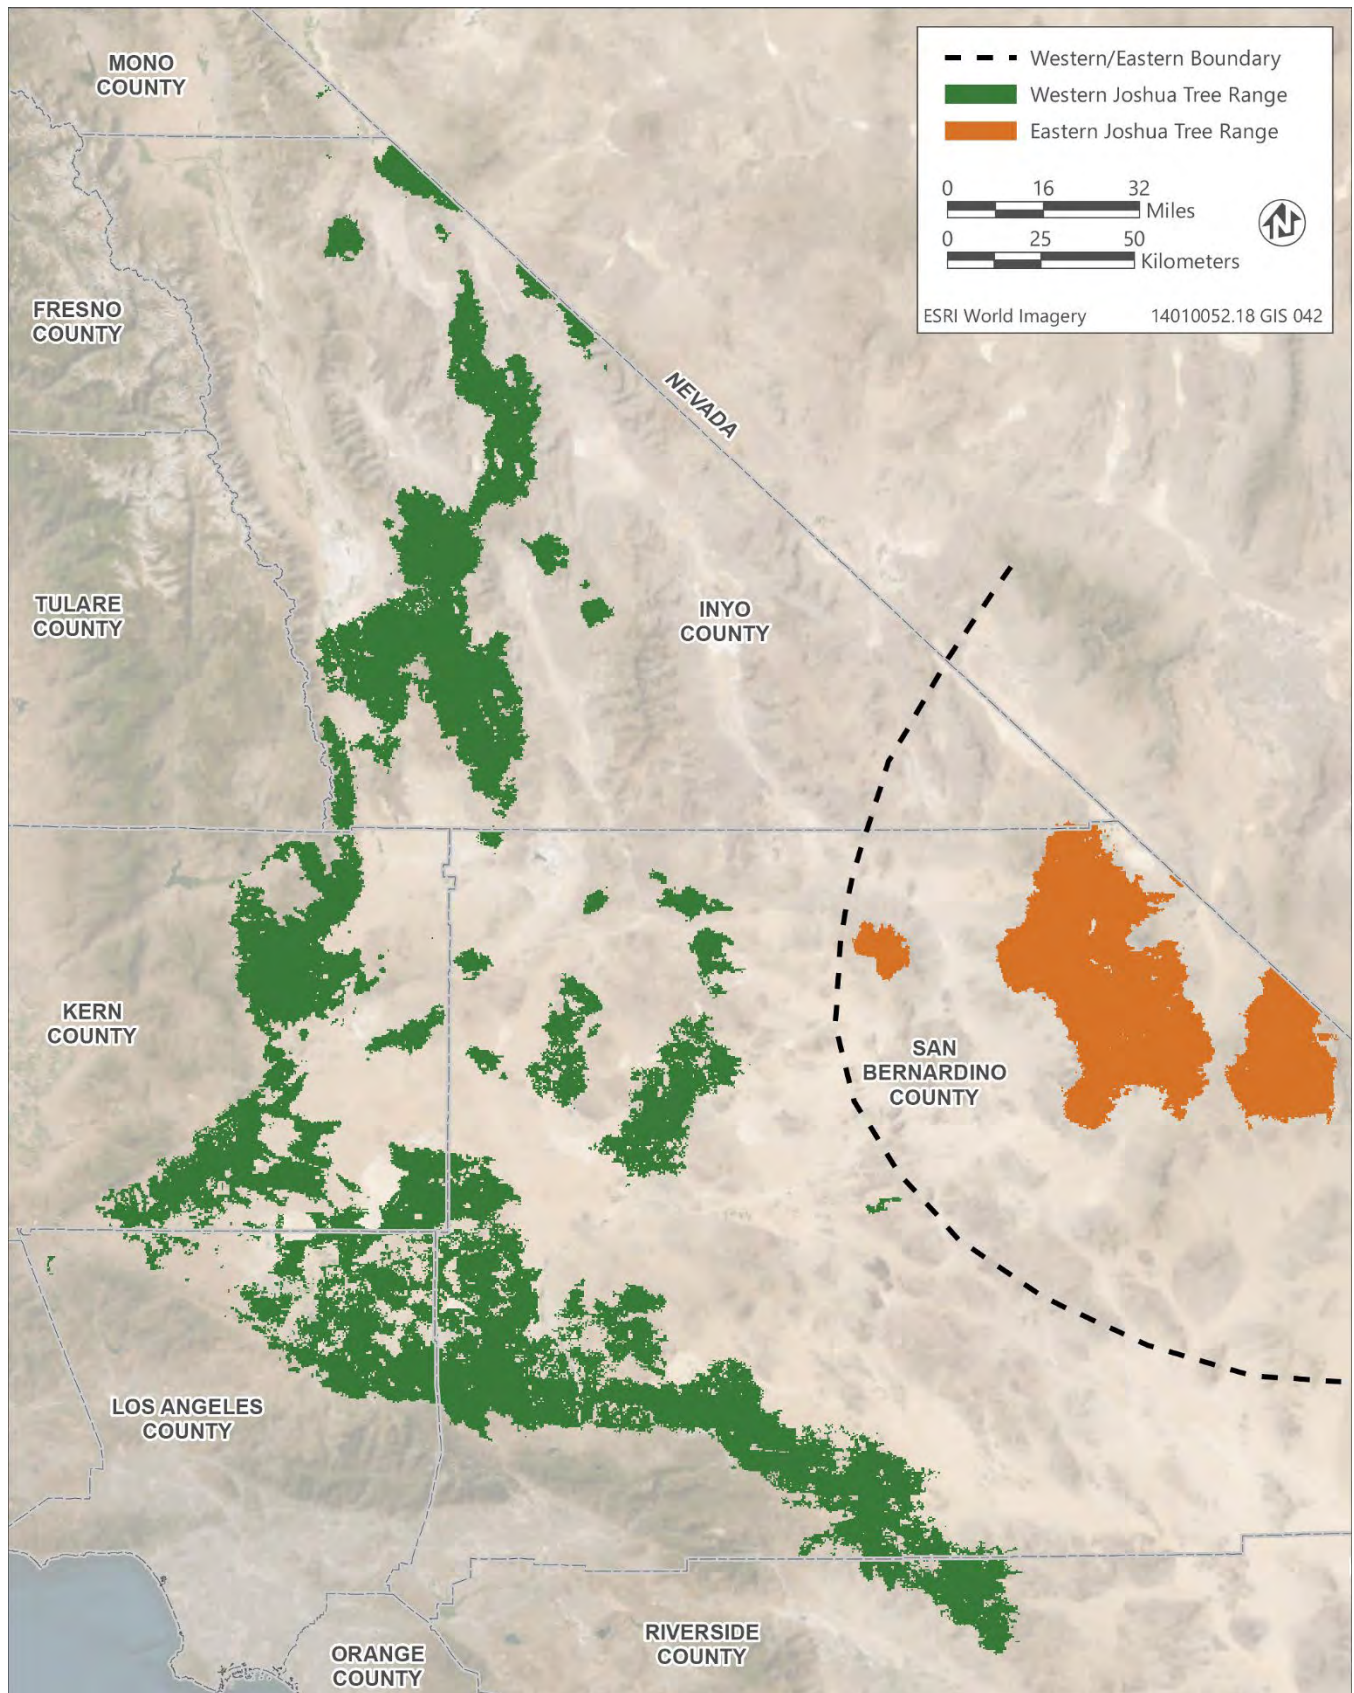 MONO
COUNTY
Western/Eastern Boundary
Western Joshua Tree Range
Eastern Joshua Tree Range
0 16 32
Miles
N
0 25 50
Kilometers
ESRI World Imagery 14010052.18 GIS 042
FRESNO
COUNTY
NEVADA
TULARE
COUNTY
INYO
COUNTY
KERN
COUNTY
SAN
BERNARDINO
COUNTY
LOS ANGELES
COUNTY
RIVERSIDE
COUNTY
ORANGE
COUNTY